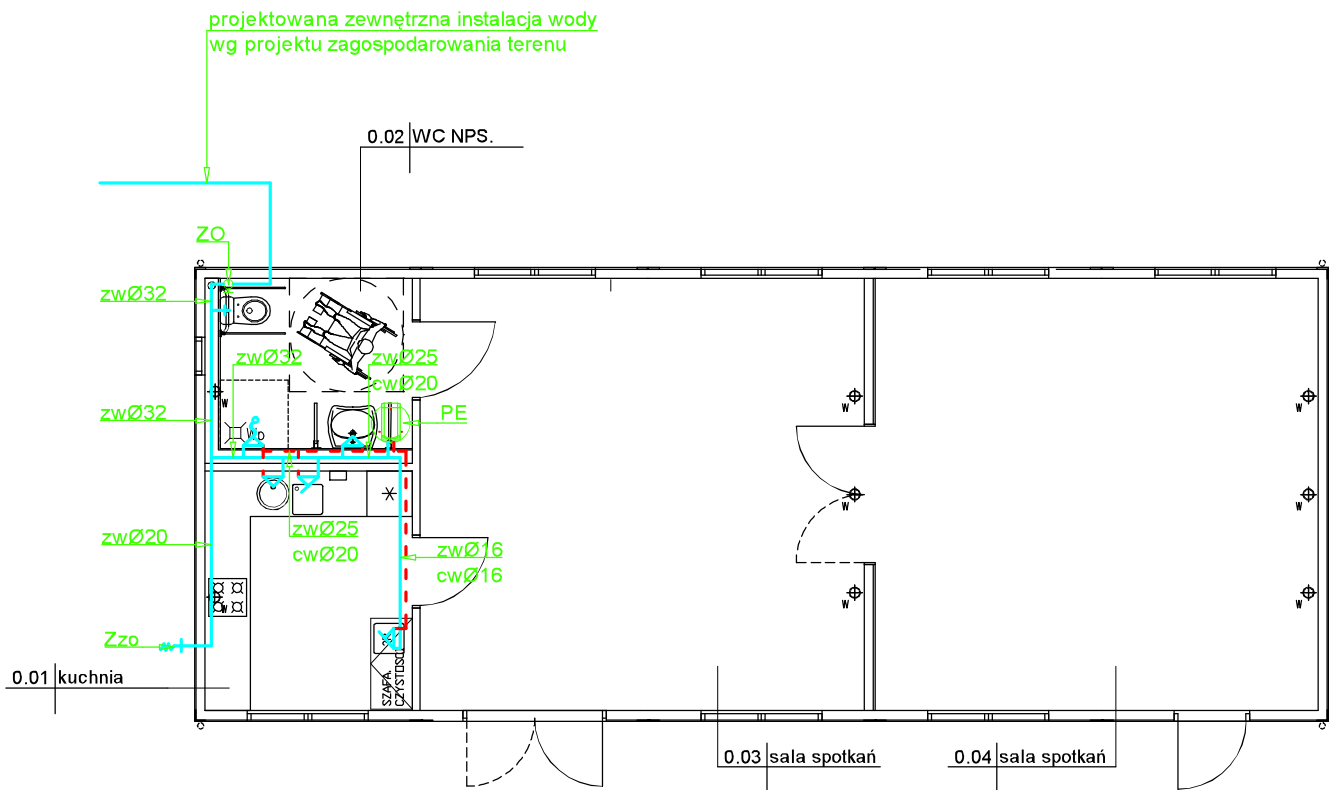 projektowana zewnętrzna instalacja wody
wg projektu zagospodarowania terenu
0.02 WC NPS.
ZO
zwØ32
zwØ32
zwØ25
cwØ20
W
W
W
zwØ32
PE
Wp
W
W
zwØ25
cwØ20
zwØ20
zwØ16
cwØ16
W
W
W
Zzo
SZAFA
CZYSTOŚCI
0.01 kuchnia
0.03 sala spotkań
0.04 sala spotkań